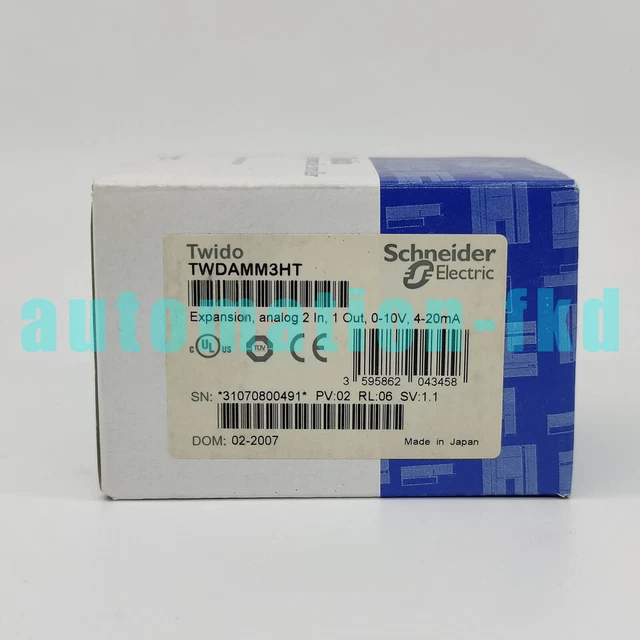 Twido
TWDAMM3HT
Schneider
Electric
Expansion, analog 2 In, 1 Out, 0-10V, 4-20mA
c UL us TÜV CE
3 595862 043458
SN: *31070800491* PV:02 RL:06 SV:1.1
DOM: 02-2007
Made in Japan
automation-fkd